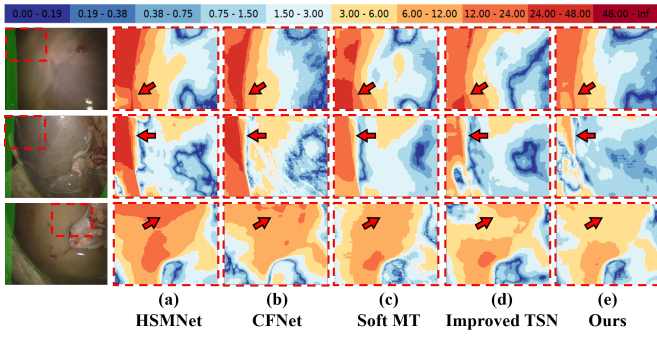 0.00 - 0.19 0.19 - 0.38 0.38 - 0.75 0.75 - 1.50 1.50 - 3.00 3.00 - 6.00 6.00 - 12.00 12.00 - 24.00 24.00 - 48.00 48.00 - Inf
(a) (b) (c) (d) (e)
HSMNet CFNet Soft MT Improved TSN Ours